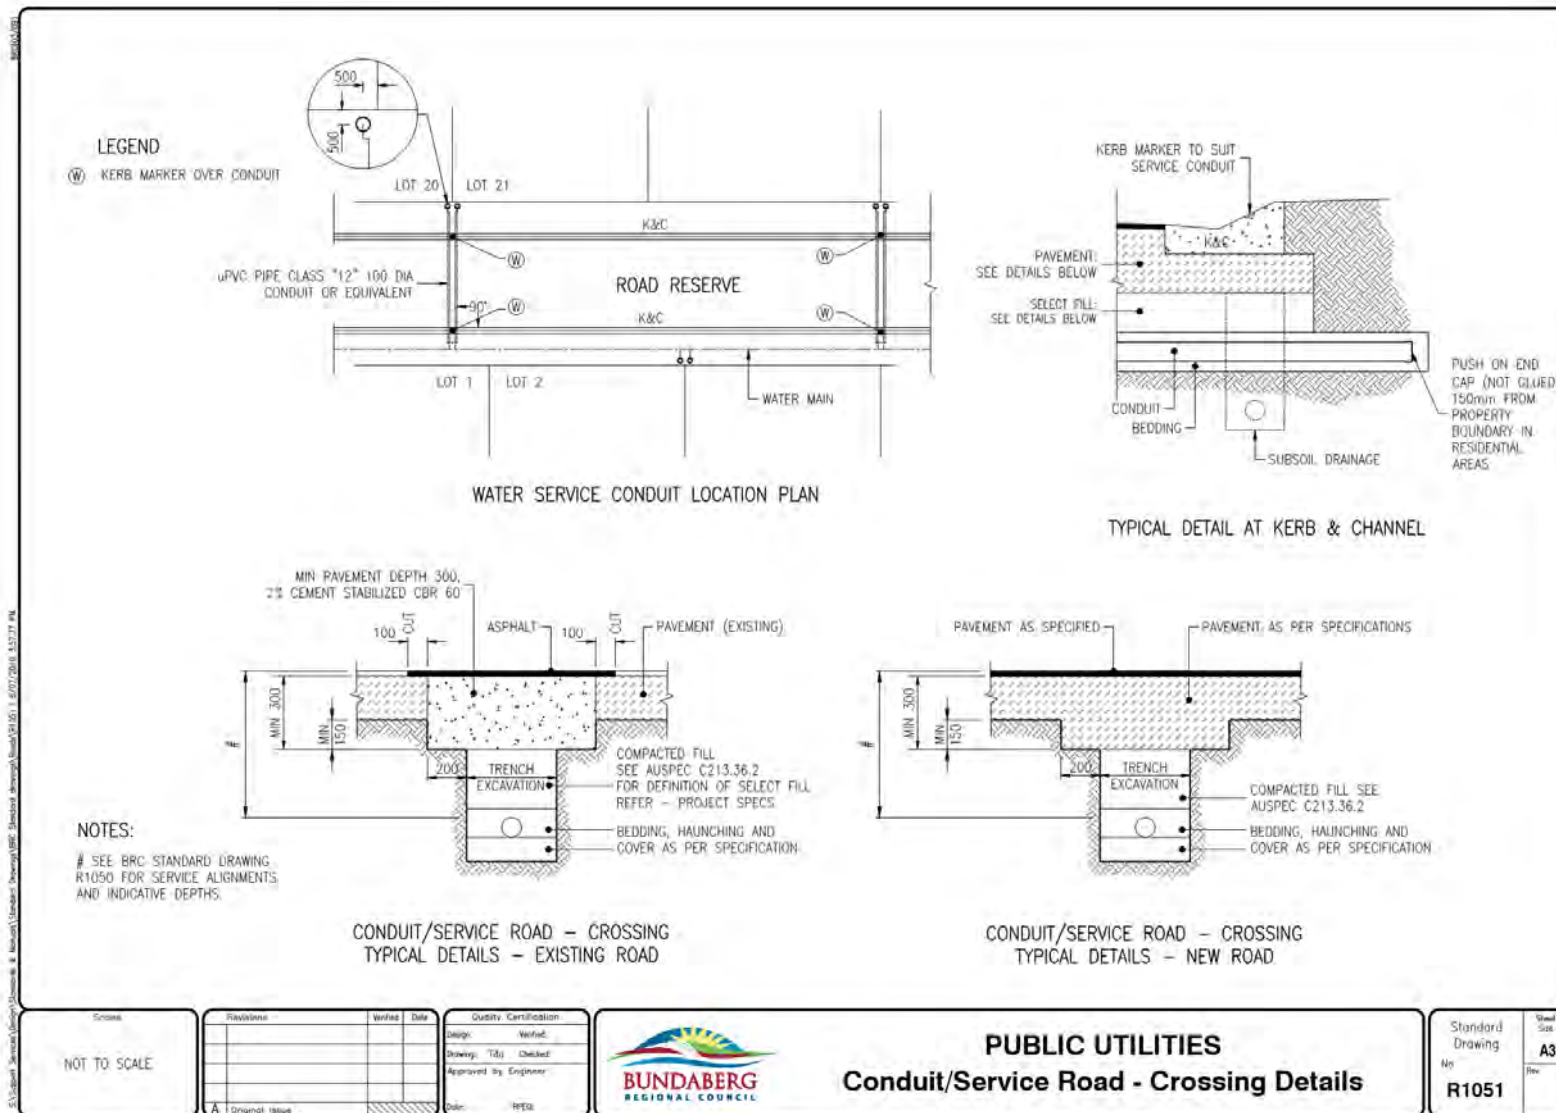 500
500
LEGEND
W KERB MARKER OVER CONDUIT
LOT 20
LOT 21
K&C
W
W
uPVC PIPE CLASS "12" 100 DIA
CONDUIT OR EQUIVALENT
ROAD RESERVE
90°
W
W
K&C
LOT 1
LOT 2
WATER MAIN
WATER SERVICE CONDUIT LOCATION PLAN
KERB MARKER TO SUIT
SERVICE CONDUIT
K&C
PAVEMENT:
SEE DETAILS BELOW
SELECT FILL:
SEE DETAILS BELOW
CONDUIT
BEDDING
SUBSOIL DRAINAGE
PUSH ON END
CAP (NOT GLUED)
150mm FROM
PROPERTY
BOUNDARY IN
RESIDENTIAL
AREAS
TYPICAL DETAIL AT KERB & CHANNEL
MIN PAVEMENT DEPTH 300,
2% CEMENT STABILIZED CBR 60
100
CUT
ASPHALT
100
CUT
PAVEMENT (EXISTING)
MIN 300
MIN
150
#
200
TRENCH
EXCAVATION
COMPACTED FILL
SEE AUSPEC C213.36.2
FOR DEFINITION OF SELECT FILL
REFER – PROJECT SPECS
BEDDING, HAUNCHING AND
COVER AS PER SPECIFICATION
CONDUIT/SERVICE ROAD – CROSSING
TYPICAL DETAILS – EXISTING ROAD
PAVEMENT AS SPECIFIED
PAVEMENT AS PER SPECIFICATIONS
MIN 300
MIN
150
#
200
TRENCH
EXCAVATION
COMPACTED FILL SEE
AUSPEC C213.36.2
BEDDING, HAUNCHING AND
COVER AS PER SPECIFICATION
CONDUIT/SERVICE ROAD – CROSSING
TYPICAL DETAILS – NEW ROAD
NOTES:
# SEE BRC STANDARD DRAWING
R1050 FOR SERVICE ALIGNMENTS
AND INDICATIVE DEPTHS.
Scales
NOT TO SCALE
Revisions
Verified
Date
A
Original Issue
Quality Certification
Design:
Verified:
Drawing:
Checked:
Approved by Engineer
Date:
RPEQ:
BUNDABERG
REGIONAL COUNCIL
PUBLIC UTILITIES
Conduit/Service Road - Crossing Details
Standard
Drawing
No
R1051
Sheet
Size
A3
Rev